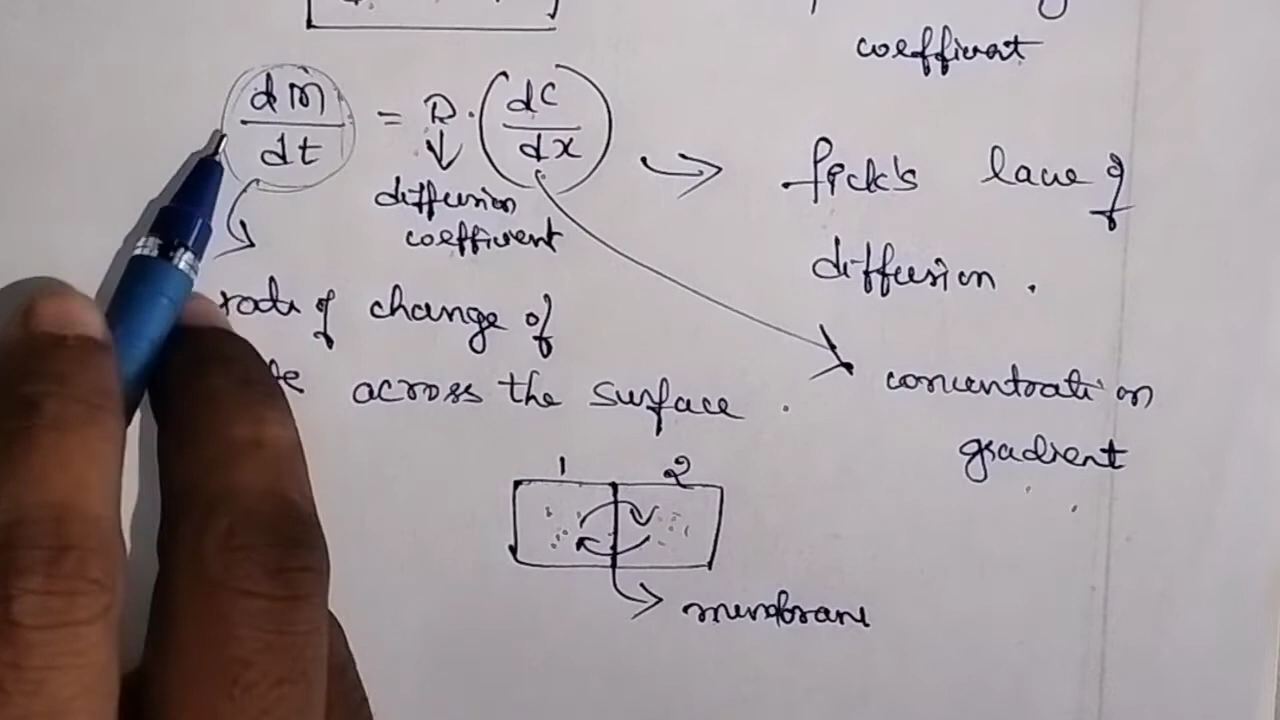 coefficient
dm/dt = D·(dC/dx)
diffusion
coefficient
Fick's law of
diffusion.
rate of change of
across the surface.
concentration
gradient
1 2
membrane